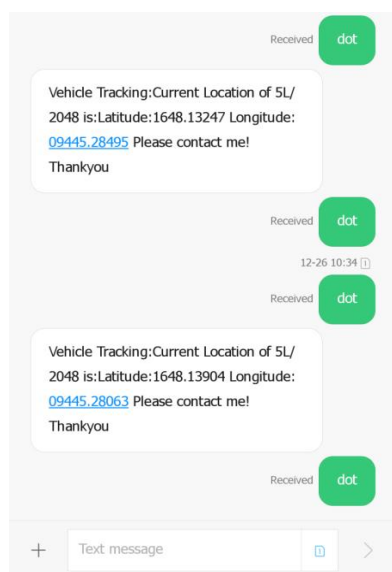 Received dot
Vehicle Tracking:Current Location of 5L/
2048 is:Latitude:1648.13247 Longitude:
09445.28495 Please contact me!
Thankyou
Received dot
12-26 10:34 1
Received dot
Vehicle Tracking:Current Location of 5L/
2048 is:Latitude:1648.13904 Longitude:
09445.28063 Please contact me!
Thankyou
Received dot
+ Text message 1